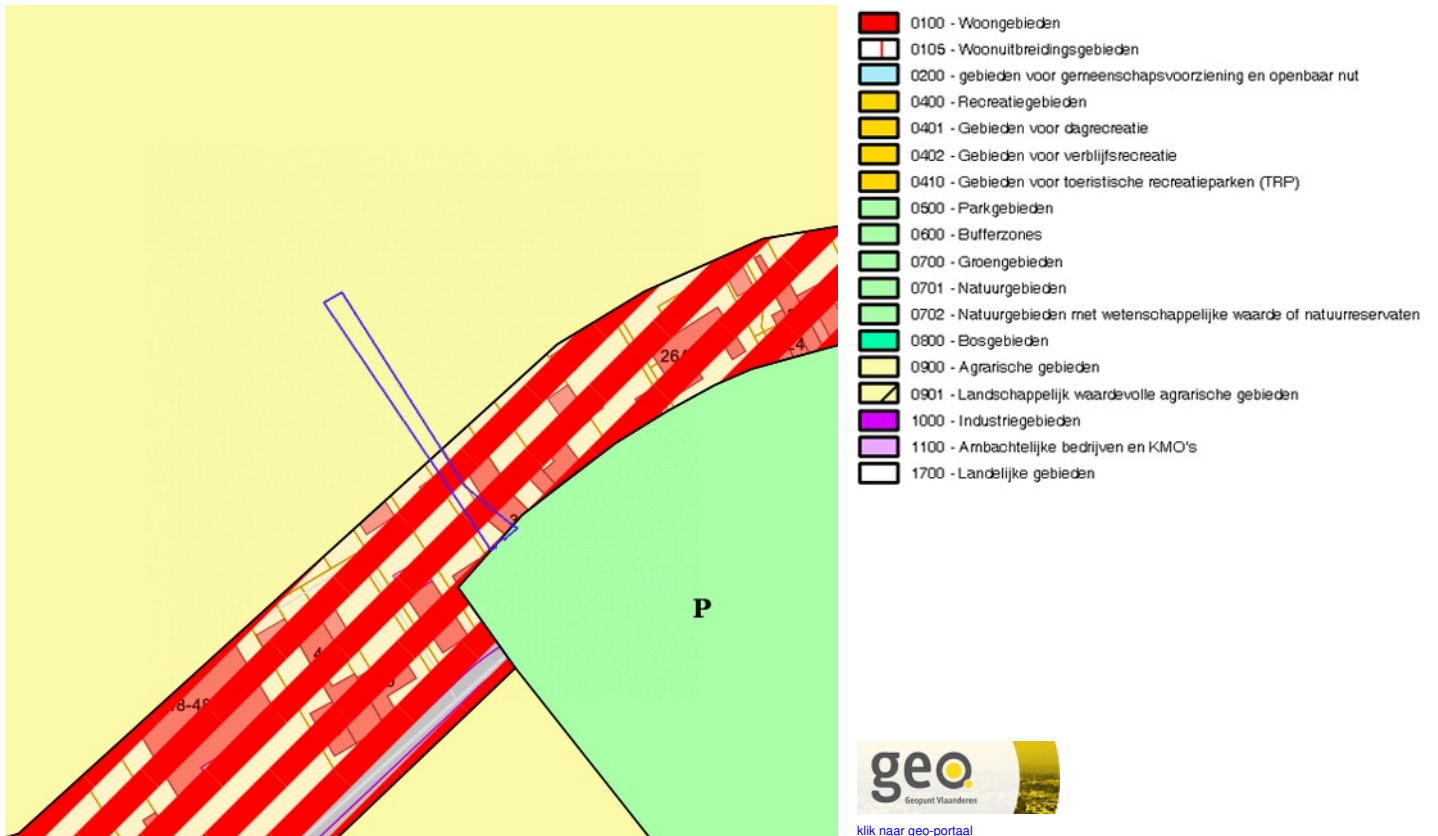 0100 - Woongebieden
0105 - Woonuitbreidingsgebieden
0200 - gebieden voor gemeenschapsvoorziening en openbaar nut
0400 - Recreatiegebieden
0401 - Gebieden voor dagrecreatie
0402 - Gebieden voor verblijfsrecreatie
0410 - Gebieden voor toeristische recreatieparken (TRP)
0500 - Parkgebieden
0600 - Bufferzones
0700 - Groengebieden
0701 - Natuurgebieden
0702 - Natuurgebieden met wetenschappelijke waarde of natuurreservaten
0800 - Bosgebieden
0900 - Agrarische gebieden
0901 - Landschappelijk waardevolle agrarische gebieden
1000 - Industriegebieden
1100 - Ambachtelijke bedrijven en KMO's
1700 - Landelijke gebieden
P
geo
Geopunt Vlaanderen
klik naar geo-portaal